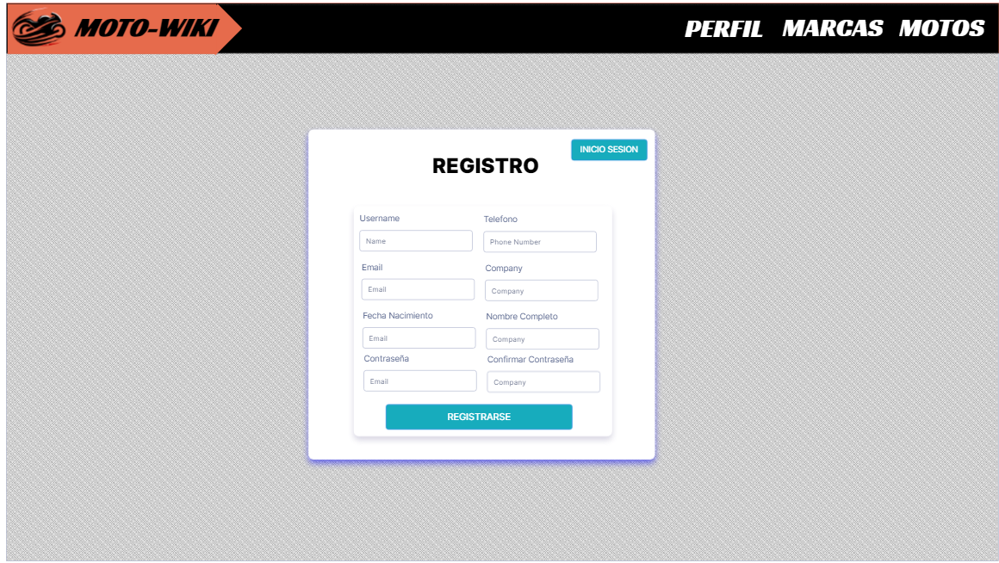 MOTO-WIKI PERFIL MARCAS MOTOS
INICIO SESION
REGISTRO
Username Telefono
Name Phone Number
Email Company
Email Company
Fecha Nacimiento Nombre Completo
Email Company
Contraseña Confirmar Contraseña
Email Company
REGISTRARSE